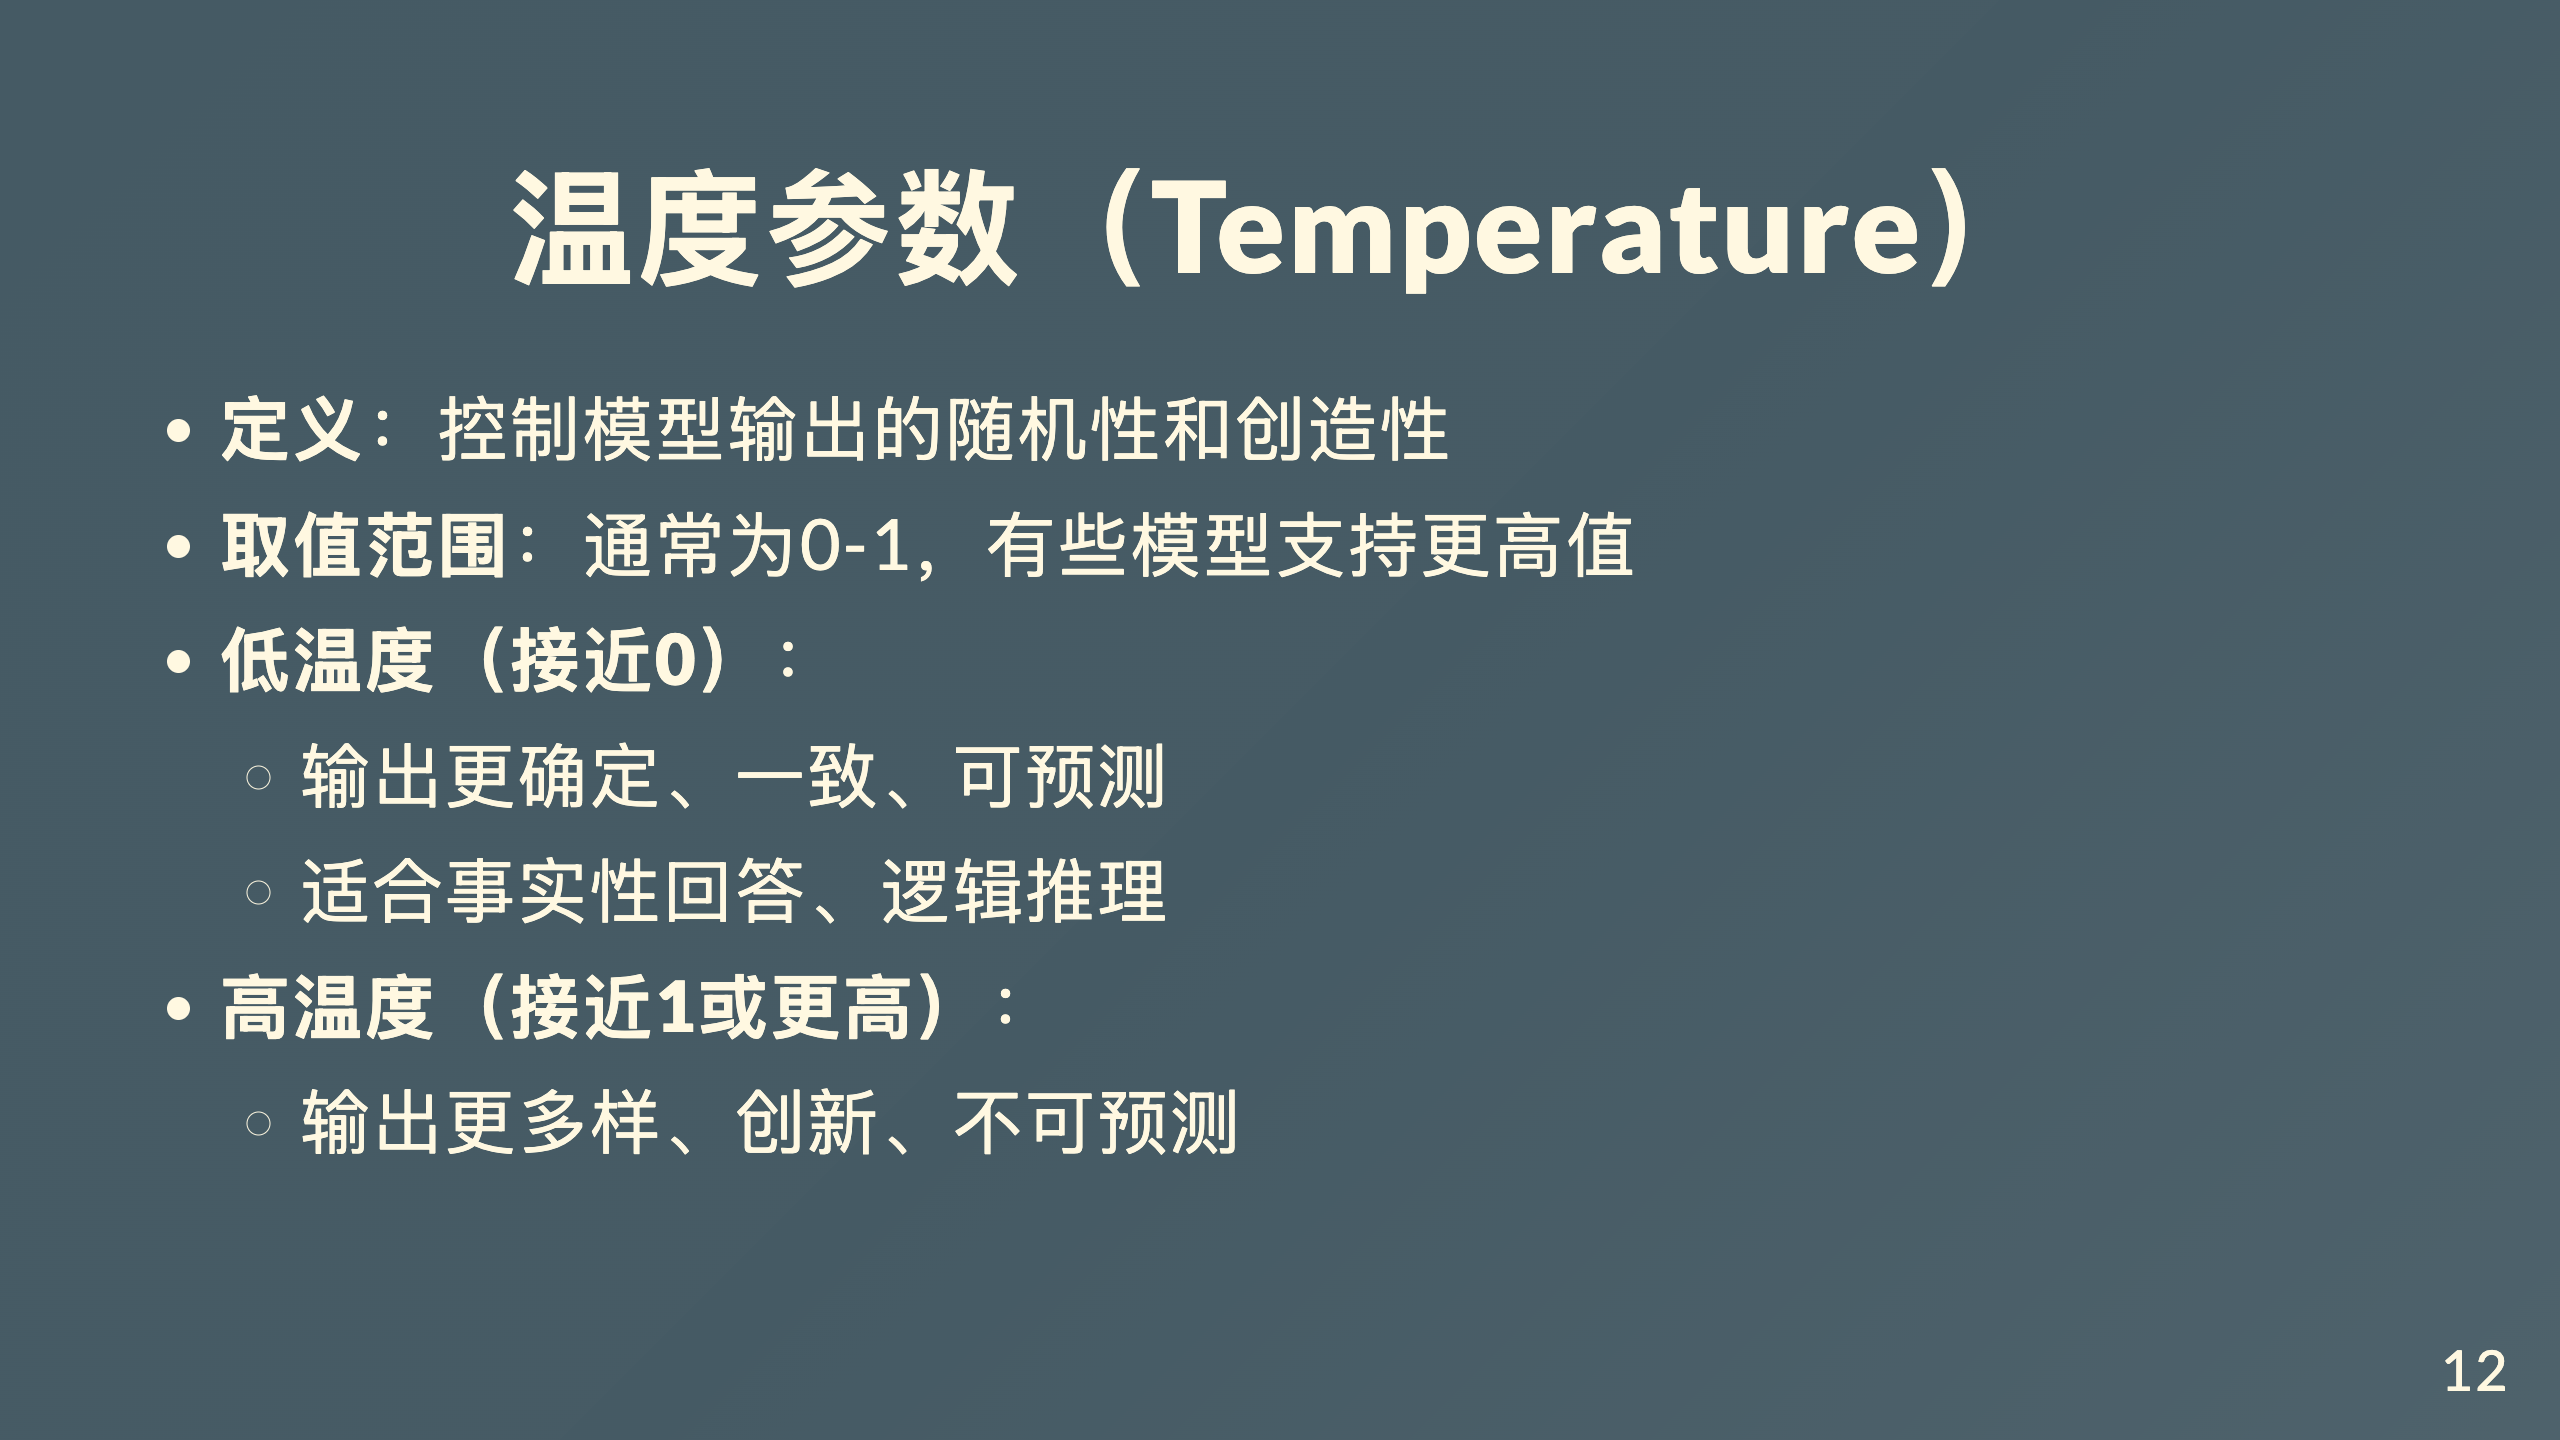 温度参数（Temperature）
定义：控制模型输出的随机性和创造性
取值范围：通常为0-1，有些模型支持更高值
低温度（接近0）：
输出更确定、一致、可预测
适合事实性回答、逻辑推理
高温度（接近1或更高）：
输出更多样、创新、不可预测
12